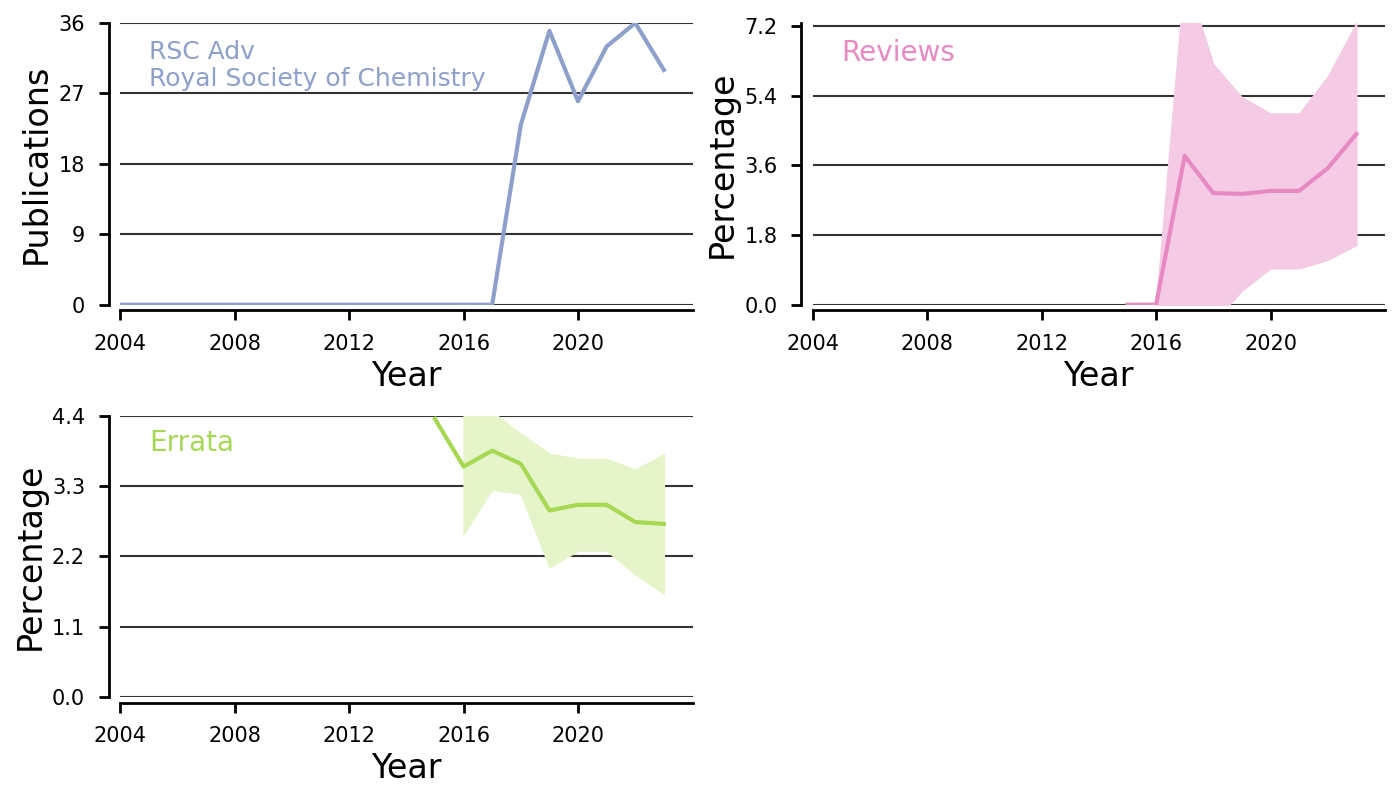 36
27
18
9
0
Publications
RSC Adv
Royal Society of Chemistry
2004 2008 2012 2016 2020
Year
7.2
5.4
3.6
1.8
0.0
Percentage
Reviews
2004 2008 2012 2016 2020
Year
4.4
3.3
2.2
1.1
0.0
Percentage
Errata
2004 2008 2012 2016 2020
Year